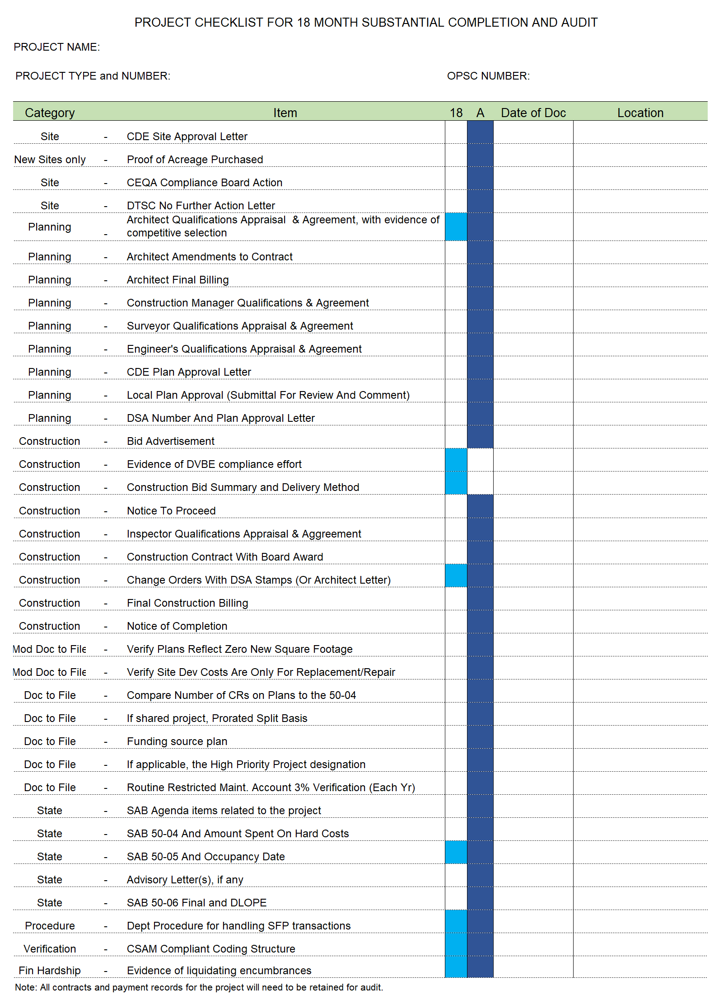 PROJECT CHECKLIST FOR 18 MONTH SUBSTANTIAL COMPLETION AND AUDIT
PROJECT NAME:
PROJECT TYPE and NUMBER: OPSC NUMBER:
Category Item 18 A Date of Doc Location
Site - CDE Site Approval Letter
New Sites only - Proof of Acreage Purchased
Site - CEQA Compliance Board Action
Site - DTSC No Further Action Letter
Planning - Architect Qualifications Appraisal & Agreement, with evidence of
competitive selection
Planning - Architect Amendments to Contract
Planning - Architect Final Billing
Planning - Construction Manager Qualifications & Agreement
Planning - Surveyor Qualifications Appraisal & Agreement
Planning - Engineer's Qualifications Appraisal & Agreement
Planning - CDE Plan Approval Letter
Planning - Local Plan Approval (Submittal For Review And Comment)
Planning - DSA Number And Plan Approval Letter
Construction - Bid Advertisement
Construction - Evidence of DVBE compliance effort
Construction - Construction Bid Summary and Delivery Method
Construction - Notice To Proceed
Construction - Inspector Qualifications Appraisal & Aggreement
Construction - Construction Contract With Board Award
Construction - Change Orders With DSA Stamps (Or Architect Letter)
Construction - Final Construction Billing
Construction - Notice of Completion
Mod Doc to File - Verify Plans Reflect Zero New Square Footage
Mod Doc to File - Verify Site Dev Costs Are Only For Replacement/Repair
Doc to File - Compare Number of CRs on Plans to the 50-04
Doc to File - If shared project, Prorated Split Basis
Doc to File - Funding source plan
Doc to File - If applicable, the High Priority Project designation
Doc to File - Routine Restricted Maint. Account 3% Verification (Each Yr)
State - SAB Agenda items related to the project
State - SAB 50-04 And Amount Spent On Hard Costs
State - SAB 50-05 And Occupancy Date
State - Advisory Letter(s), if any
State - SAB 50-06 Final and DLOPE
Procedure - Dept Procedure for handling SFP transactions
Verification - CSAM Compliant Coding Structure
Fin Hardship - Evidence of liquidating encumbrances
Note: All contracts and payment records for the project will need to be retained for audit.